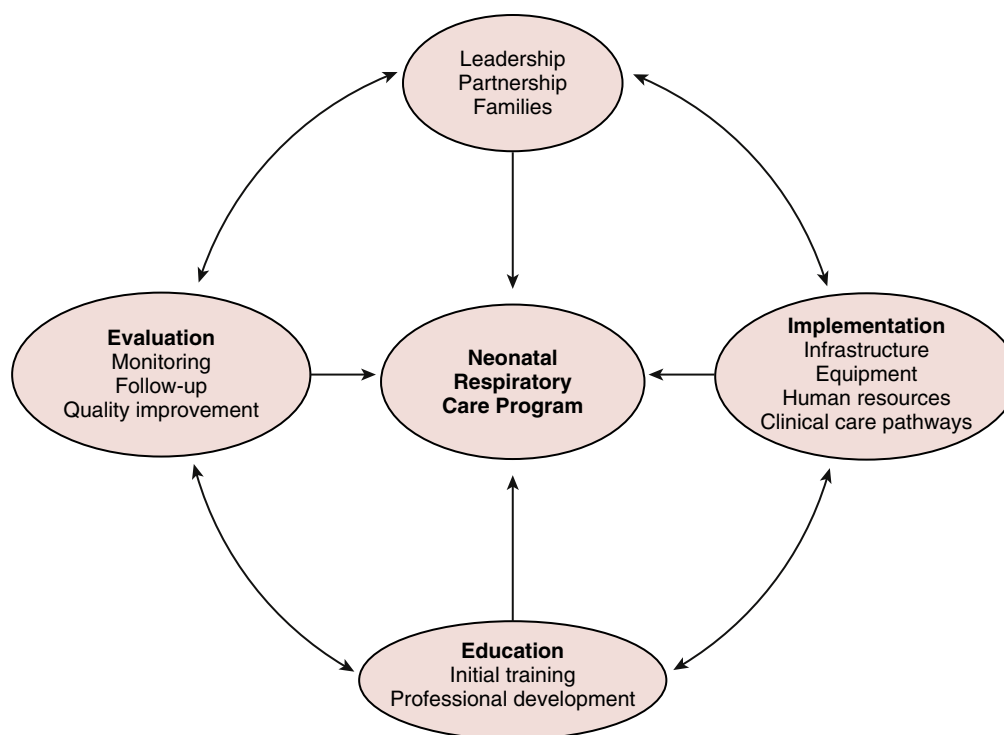 Leadership
Partnership
Families
Evaluation
Monitoring
Follow-up
Quality improvement
Neonatal
Respiratory
Care Program
Implementation
Infrastructure
Equipment
Human resources
Clinical care pathways
Education
Initial training
Professional development